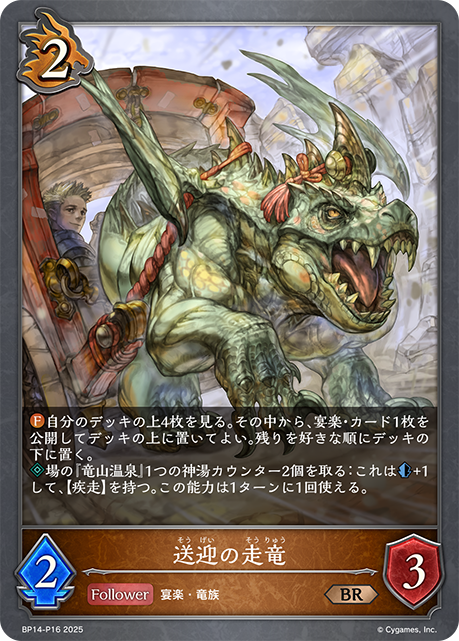 2
自分のデッキの上4枚を見る。その中から、宴楽・カード1枚を
公開してデッキの上に置いてよい。残りを好きな順にデッキの
下に置く。
場の『竜山温泉』1つの神湯カウンター2個を取る:これは+1
して、【疾走】を持つ。この能力は1ターンに1回使える。
そうげい そうりゅう
送迎の走竜
2
Follower 宴楽・竜族
BR
3
BP14-P16 2025
© Cygames, Inc.